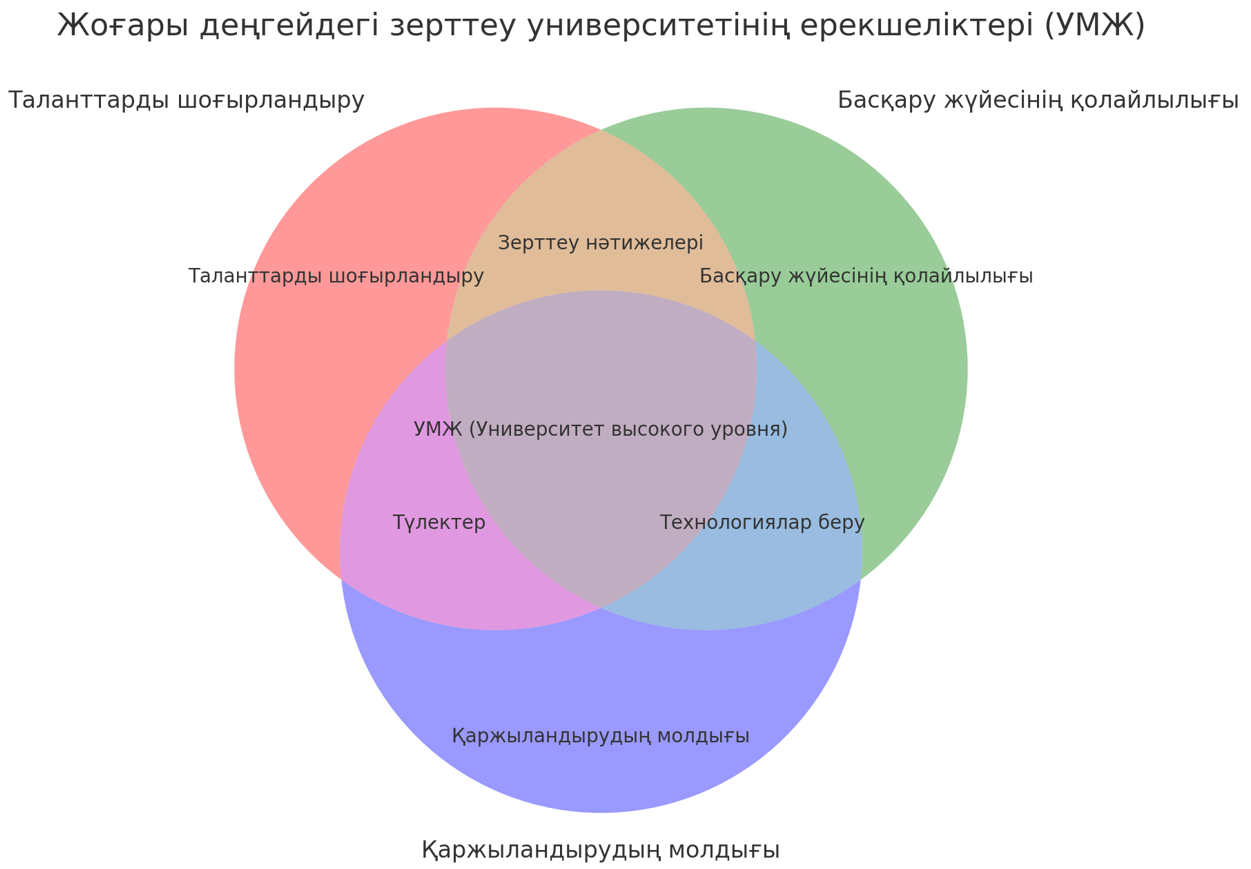 Жоғары деңгейдегі зерттеу университетінің ерекшеліктері (УМЖ)
Таланттарды шоғырландыру
Басқару жүйесінің қолайлылығы
Зерттеу нәтижелері
Таланттарды шоғырландыру
Басқару жүйесінің қолайлылығы
УМЖ (Университет высокого уровня)
Түлектер
Технологиялар беру
Қаржыландырудың молдығы
Қаржыландырудың молдығы